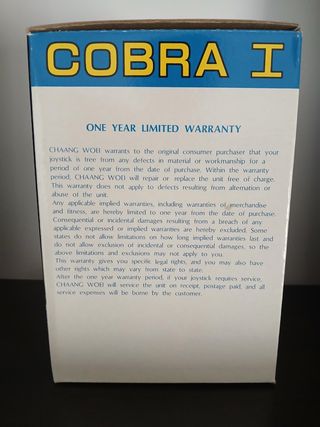 COBRA I
ONE YEAR LIMITED WARRANTY
CHAANG WOEI warrants to the original consumer purchaser that your
joystick is free from any defects in material or workmanship for a
period of one year from the date of purchase. Within the warranty
period, CHAANG WOEI will repair or replace the unit free of charge.
This warranty does not apply to defects resulting from alternation or
abuse of the unit.
Any applicable implied warranties, including warranties of merchandise
and fitness, are hereby limited to one year from the date of purchase.
Consequential or incidental damages resulting from a breach of any
applicable expressed or implied warranties are hereby excluded. Some
states do not allow limitations on how long implied warranties last and
do not allow exclusion of incidental or consequential damages, so the
above limitations and exclusions may not apply to you.
This warranty gives you specific legal rights, and you may also have
other rights which may vary from state to state.
After the one year warranty period, if your joystick requires service,
CHAANG WOEI will service the unit on receipt, postage paid, and all
service expenses will be borne by the customer.